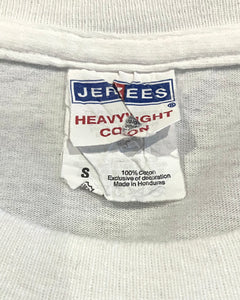 JERZEES®
HEAVYWEIGHT
COTTON
S
100% Cotton
Exclusive of decoration
Made in Honduras